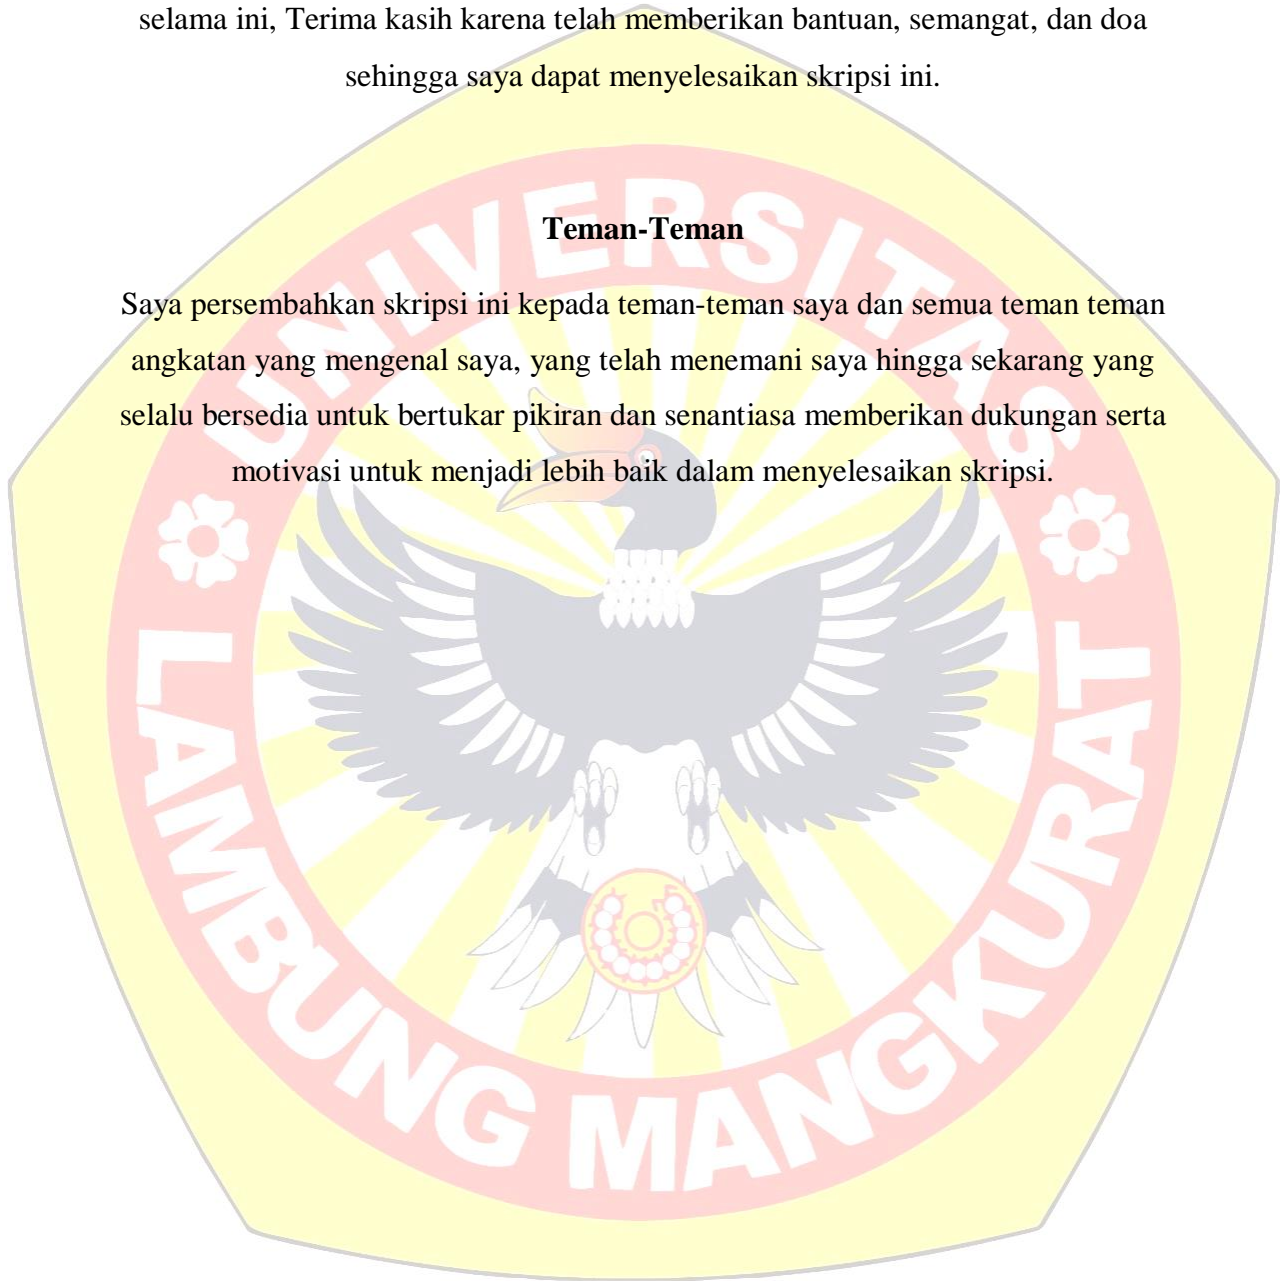 selama ini, Terima kasih karena telah memberikan bantuan, semangat, dan doa
sehingga saya dapat menyelesaikan skripsi ini.
Teman-Teman
Saya persembahkan skripsi ini kepada teman-teman saya dan semua teman teman
angkatan yang mengenal saya, yang telah menemani saya hingga sekarang yang
selalu bersedia untuk bertukar pikiran dan senantiasa memberikan dukungan serta
motivasi untuk menjadi lebih baik dalam menyelesaikan skripsi.
UNIVERSITAS
LAMBUNG MANGKURAT